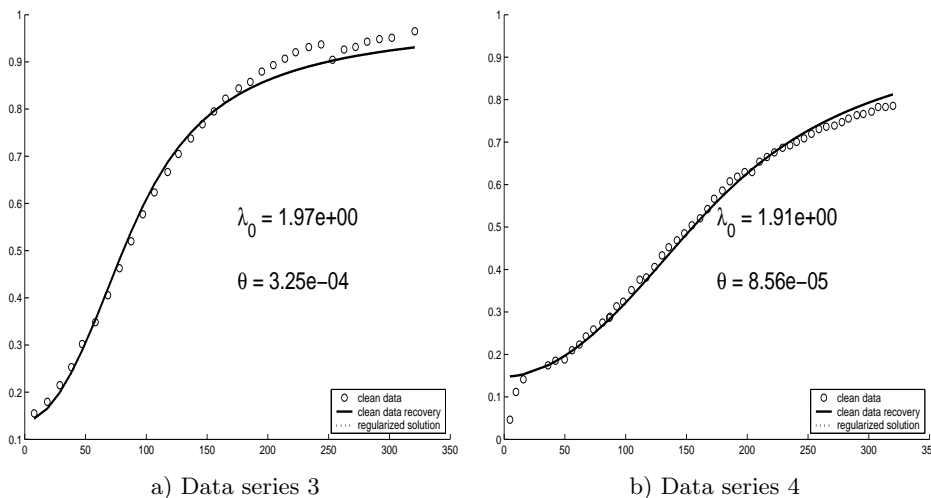 1
0.9
0.8
0.7
0.6
0.5
0.4
0.3
0.2
0.1
0 50 100 150 200 250 300 350
λ0 = 1.97e+00
θ = 3.25e−04
clean data
clean data recovery
regularized solution
a) Data series 3
1
0.9
0.8
0.7
0.6
0.5
0.4
0.3
0.2
0.1
0
0 50 100 150 200 250 300 350
λ0 = 1.91e+00
θ = 8.56e−05
clean data
clean data recovery
regularized solution
b) Data series 4